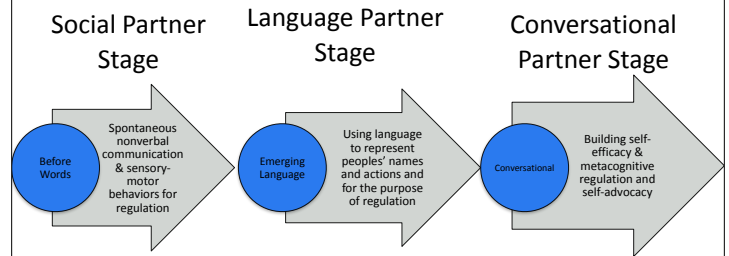 Social Partner
Stage
Language Partner
Stage
Conversational
Partner Stage
Before
Words
Spontaneous
nonverbal
communication
& sensory-
motor
behaviors for
regulation
Emerging
Language
Using language
to represent
peoples' names
and actions and
for the purpose
of regulation
Conversational
Building self-
efficacy &
metacognitive
regulation and
self-advocacy